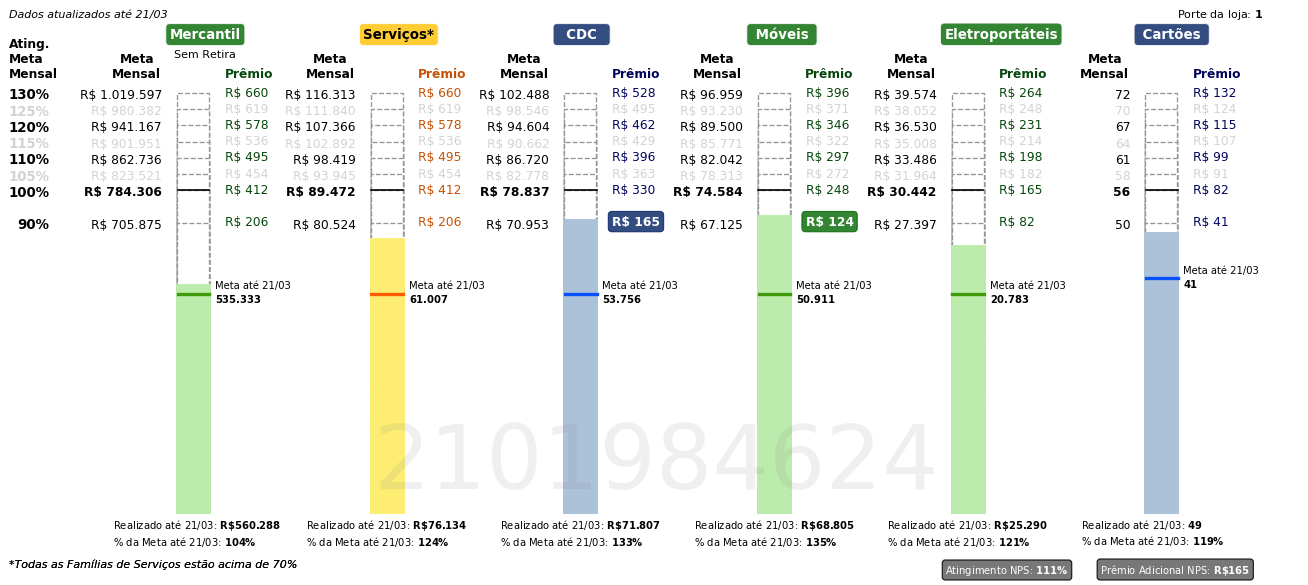 Dados atualizados até 21/03 Porte da loja: 1
Mercantil Serviços* CDC Móveis Eletroportáteis Cartões
Sem Retira
Ating. Meta Mensal
Meta Mensal Prêmio Meta Mensal Prêmio Meta Mensal Prêmio Meta Mensal Prêmio Meta Mensal Prêmio Meta Mensal Prêmio
130% R$ 1.019.597 R$ 660 R$ 116.313 R$ 660 R$ 102.488 R$ 528 R$ 96.959 R$ 396 R$ 39.574 R$ 264 72 R$ 132
125% R$ 980.382 R$ 619 R$ 111.840 R$ 619 R$ 98.546 R$ 495 R$ 93.230 R$ 371 R$ 38.052 R$ 248 70 R$ 124
120% R$ 941.167 R$ 578 R$ 107.366 R$ 578 R$ 94.604 R$ 462 R$ 89.500 R$ 346 R$ 36.530 R$ 231 67 R$ 115
115% R$ 901.951 R$ 536 R$ 102.892 R$ 536 R$ 90.662 R$ 429 R$ 85.771 R$ 322 R$ 35.008 R$ 214 64 R$ 107
110% R$ 862.736 R$ 495 R$ 98.419 R$ 495 R$ 86.720 R$ 396 R$ 82.042 R$ 297 R$ 33.486 R$ 198 61 R$ 99
105% R$ 823.521 R$ 454 R$ 93.945 R$ 454 R$ 82.778 R$ 363 R$ 78.313 R$ 272 R$ 31.964 R$ 182 58 R$ 91
100% R$ 784.306 R$ 412 R$ 89.472 R$ 412 R$ 78.837 R$ 330 R$ 74.584 R$ 248 R$ 30.442 R$ 165 56 R$ 82
90% R$ 705.875 R$ 206 R$ 80.524 R$ 206 R$ 70.953 R$ 165 R$ 67.125 R$ 124 R$ 27.397 R$ 82 50 R$ 41
Meta até 21/03 Meta até 21/03 Meta até 21/03 Meta até 21/03 Meta até 21/03 Meta até 21/03
535.333 61.007 53.756 50.911 20.783 41
2101984624
Realizado até 21/03: R$560.288 Realizado até 21/03: R$76.134 Realizado até 21/03: R$71.807 Realizado até 21/03: R$68.805 Realizado até 21/03: R$25.290 Realizado até 21/03: 49
% da Meta até 21/03: 104% % da Meta até 21/03: 124% % da Meta até 21/03: 133% % da Meta até 21/03: 135% % da Meta até 21/03: 121% % da Meta até 21/03: 119%
*Todas as Famílias de Serviços estão acima de 70% Atingimento NPS: 111% Prêmio Adicional NPS: R$165